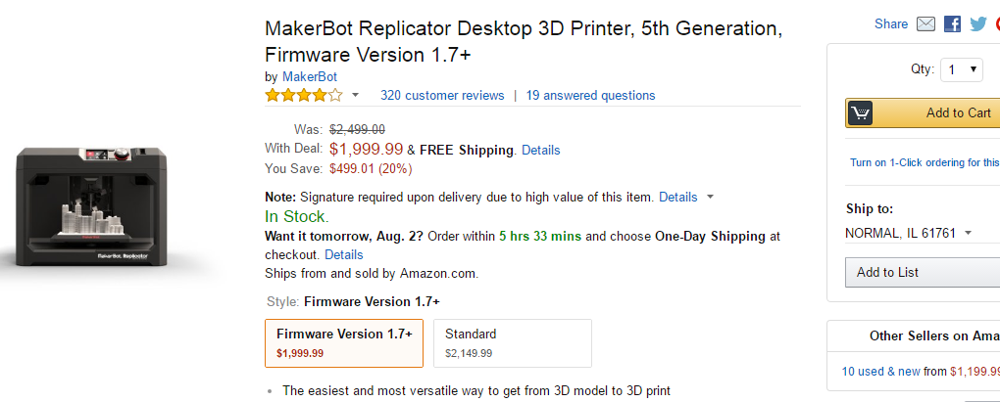 MakerBot Replicator Desktop 3D Printer, 5th Generation,
Firmware Version 1.7+
by MakerBot
320 customer reviews | 19 answered questions
Was: $2,499.00
With Deal: $1,999.99 & FREE Shipping. Details
You Save: $499.01 (20%)
Note: Signature required upon delivery due to high value of this item. Details
In Stock.
Want it tomorrow, Aug. 2? Order within 5 hrs 33 mins and choose One-Day Shipping at
checkout. Details
Ships from and sold by Amazon.com.
Style: Firmware Version 1.7+
Firmware Version 1.7+
$1,999.99
Standard
$2,149.99
• The easiest and most versatile way to get from 3D model to 3D print
MakerBot Replicator
Share
Qty: 1
Add to Cart
Turn on 1-Click ordering for this
Ship to:
NORMAL, IL 61761
Add to List
Other Sellers on Ama
10 used & new from $1,199.99